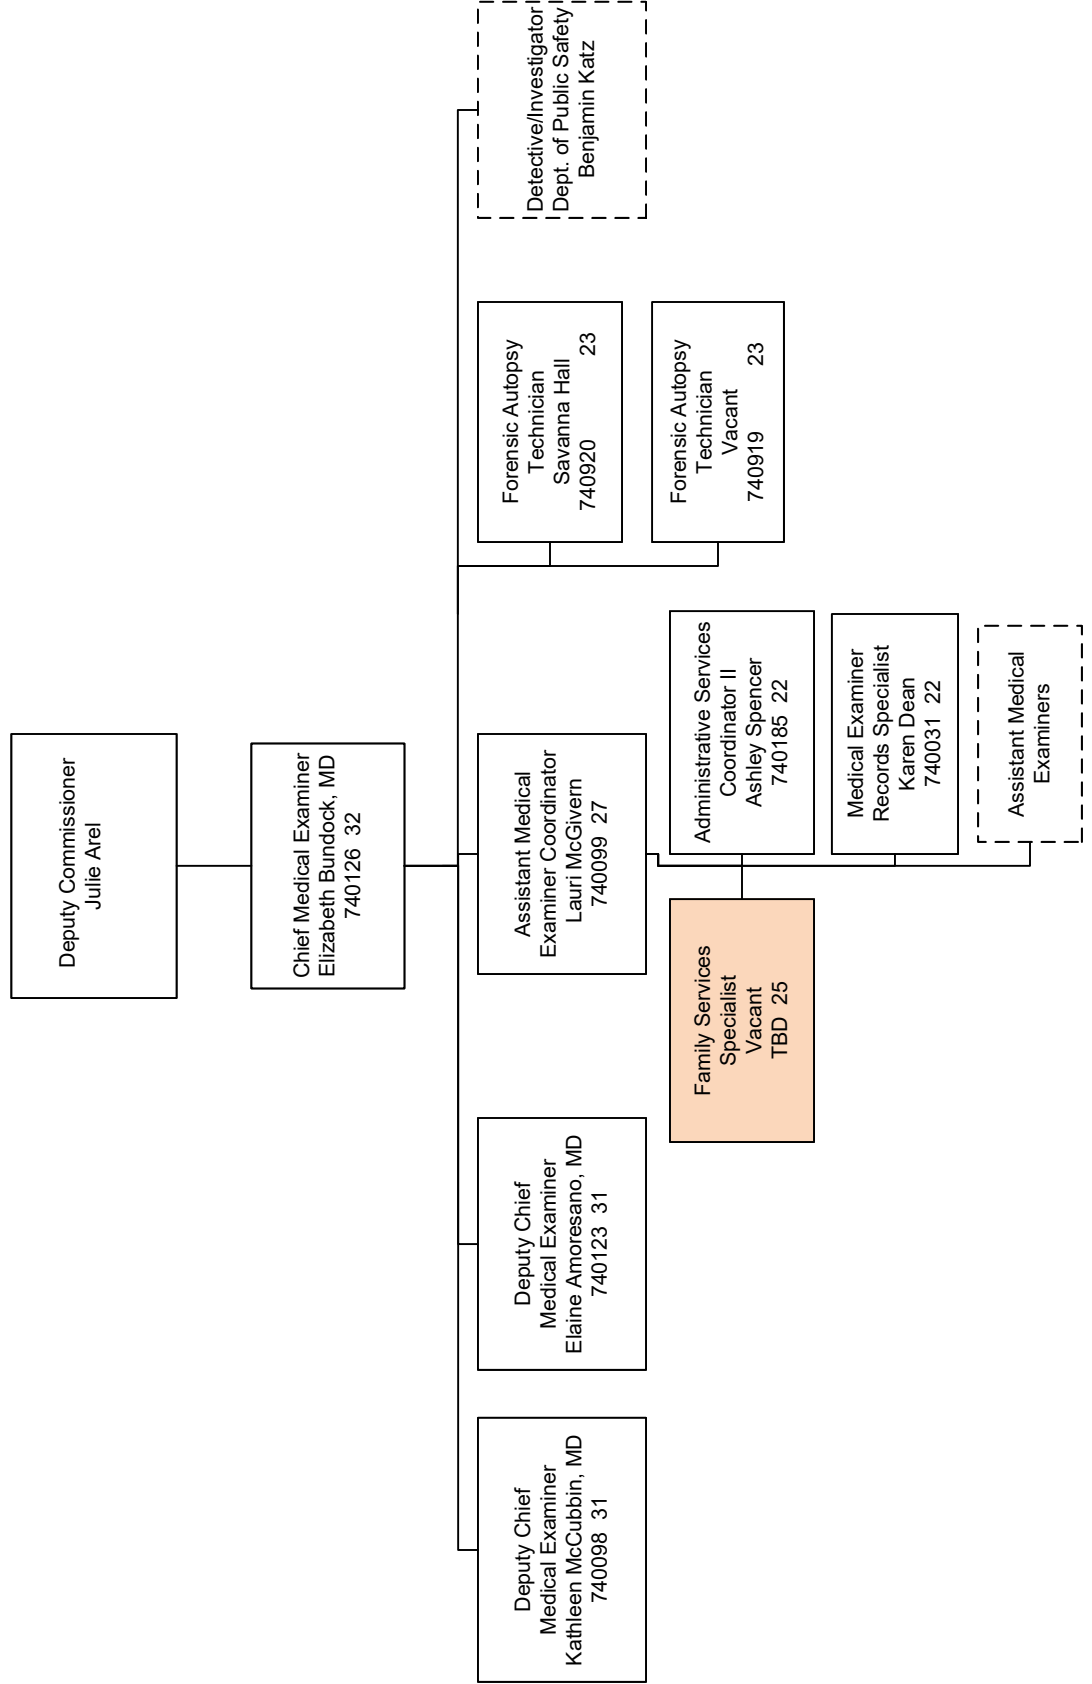 Deputy Commissioner
Julie Arel
Chief Medical Examiner
Elizabeth Bundock, MD
740126 32
Deputy Chief
Medical Examiner
Kathleen McCubbin, MD
740098 31
Deputy Chief
Medical Examiner
Elaine Amoresano, MD
740123 31
Assistant Medical
Examiner Coordinator
Lauri McGivern
740099 27
Forensic Autopsy
Technician
Savanna Hall
740920 23
Detective/Investigator
Dept. of Public Safety
Benjamin Katz
Forensic Autopsy
Technician
Vacant
740919 23
Family Services
Specialist
Vacant
TBD 25
Administrative Services
Coordinator II
Ashley Spencer
740185 22
Medical Examiner
Records Specialist
Karen Dean
740031 22
Assistant Medical
Examiners